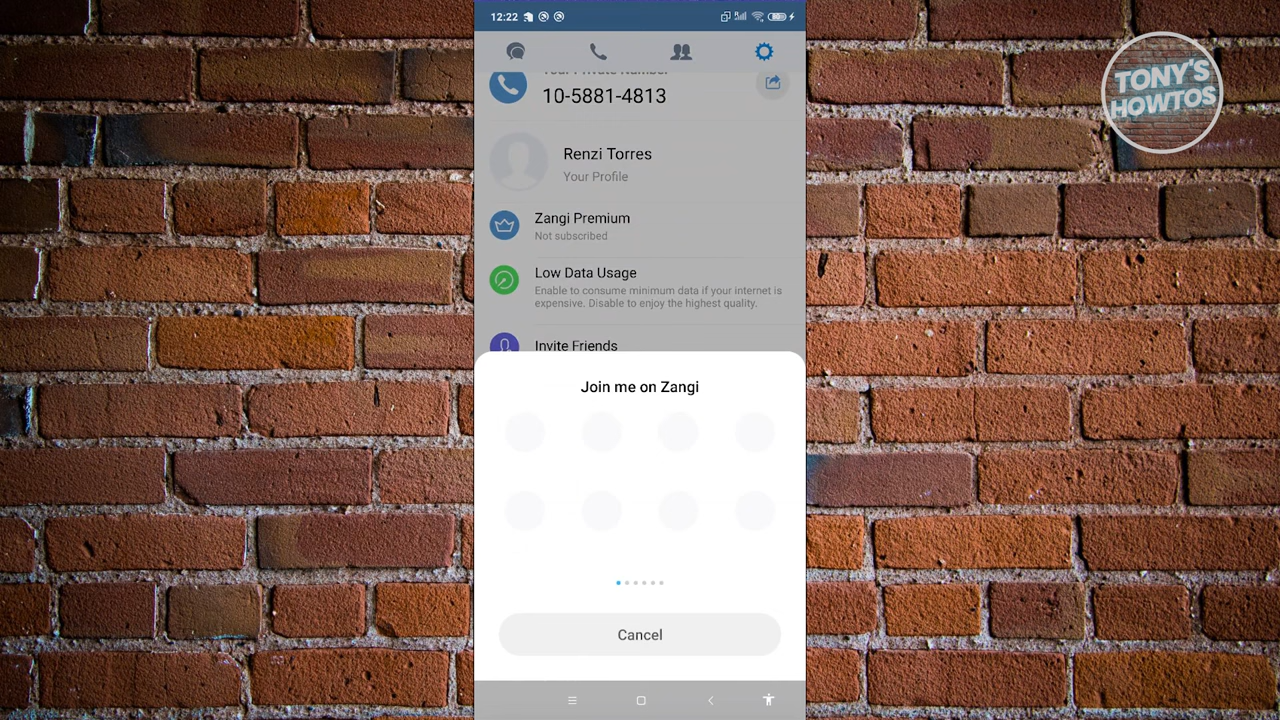 12:22
TONY'S
HOWTOS
Your Private Number
10-5881-4813
Renzi Torres
Your Profile
Zangi Premium
Not subscribed
Low Data Usage
Enable to consume minimum data if your internet is
expensive. Disable to enjoy the highest quality.
Invite Friends
Join me on Zangi
Cancel